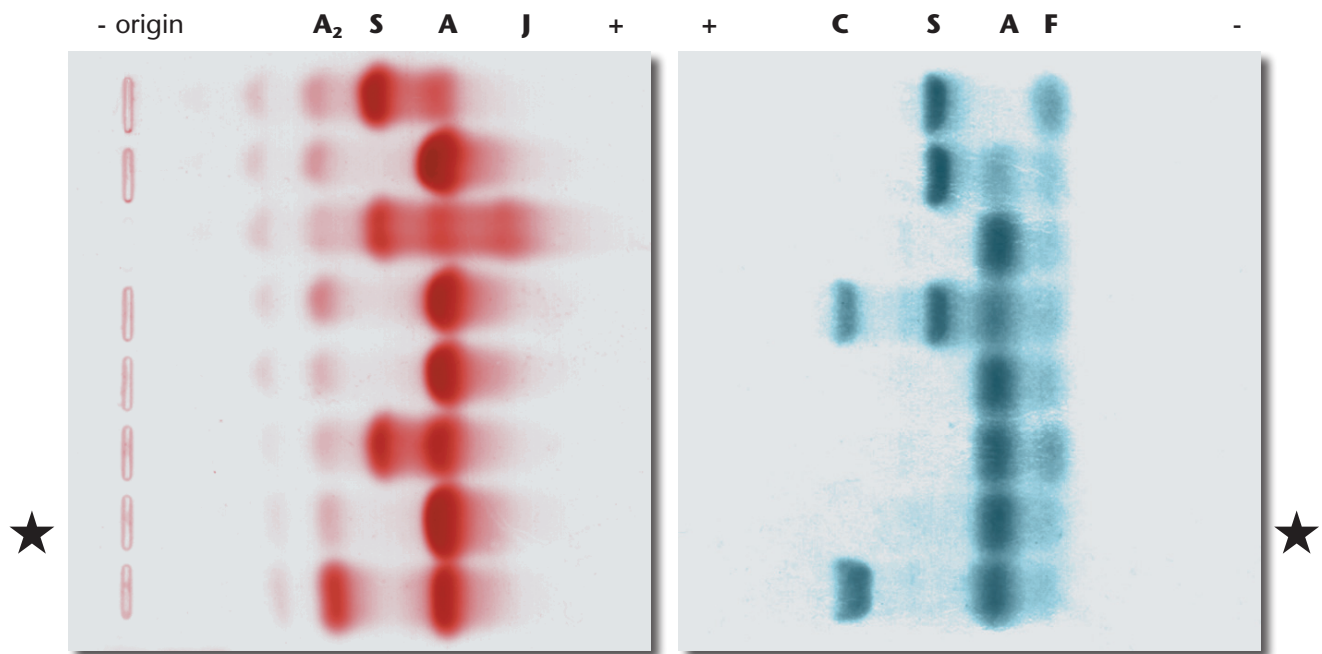 - origin A₂ S A J + + C S A F -